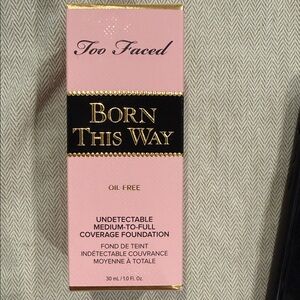 Too Faced
BORN
THIS WAY
OIL FREE
UNDETECTABLE
MEDIUM-TO-FULL
COVERAGE FOUNDATION
FOND DE TEINT
INDÉTECTABLE COUVRANCE
MOYENNE À TOTALE
30 mL / 1.0 Fl. Oz.